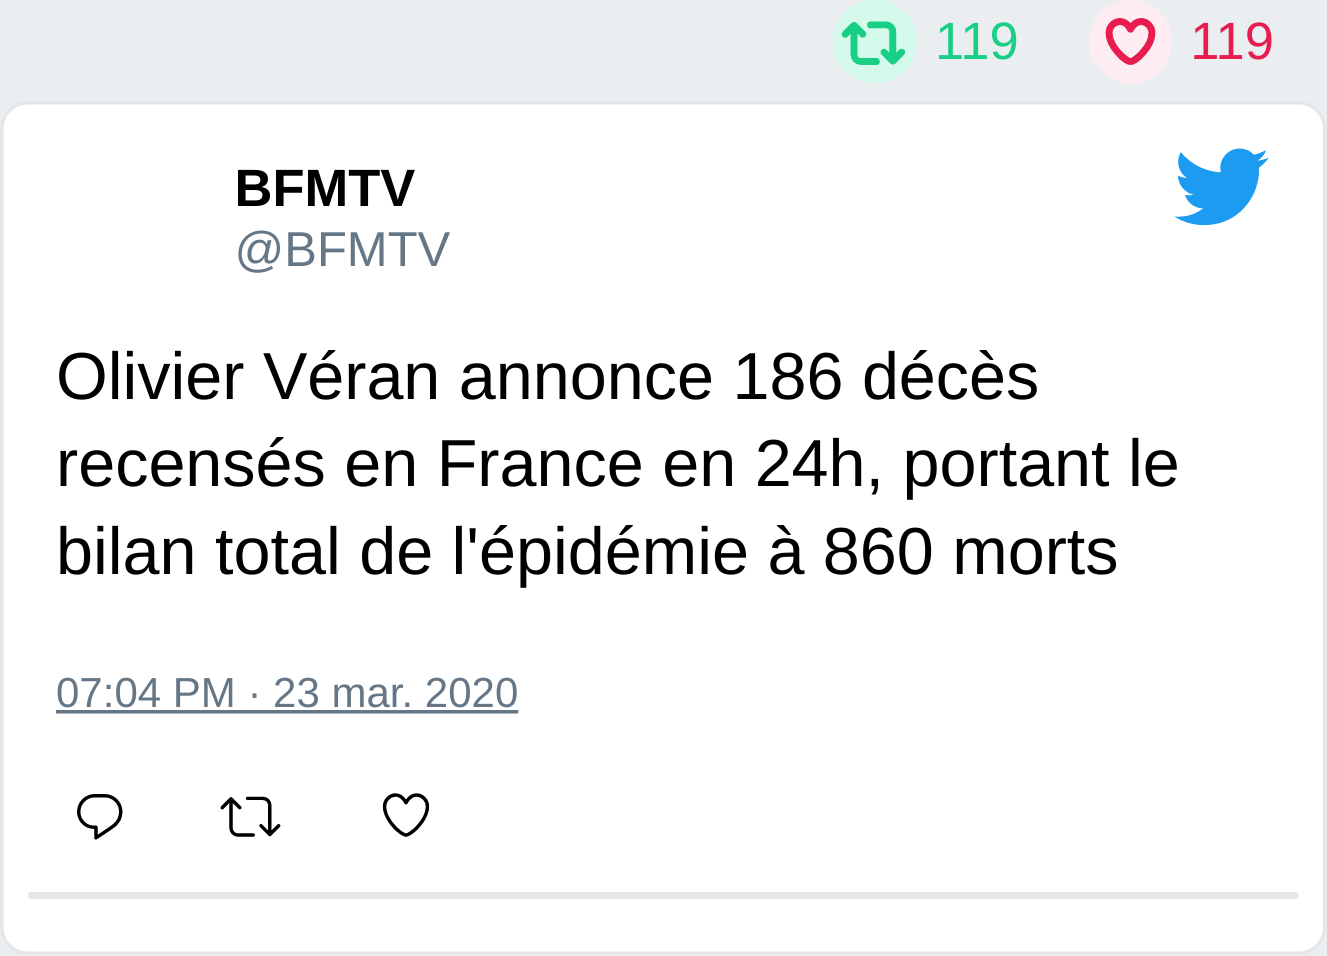 119 119
BFMTV
@BFMTV
Olivier Véran annonce 186 décès
recensés en France en 24h, portant le
bilan total de l'épidémie à 860 morts
07:04 PM · 23 mar. 2020